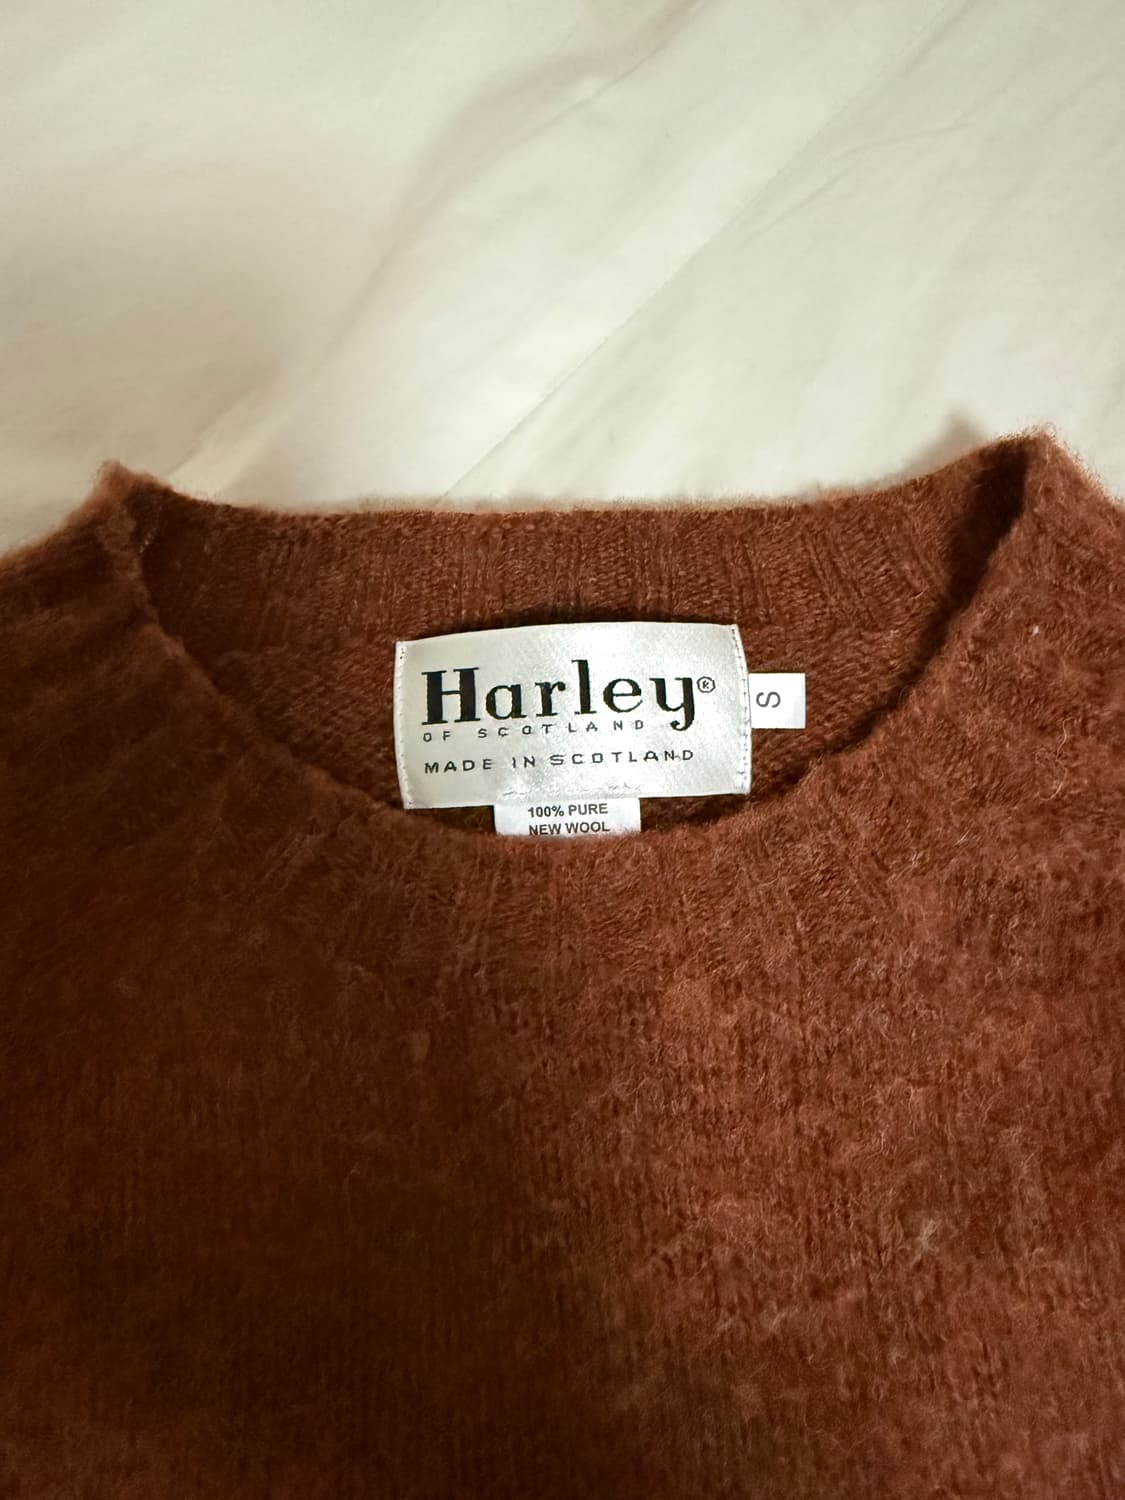 Harley®
OF SCOTLAND
MADE IN SCOTLAND
S
100% PURE
NEW WOOL